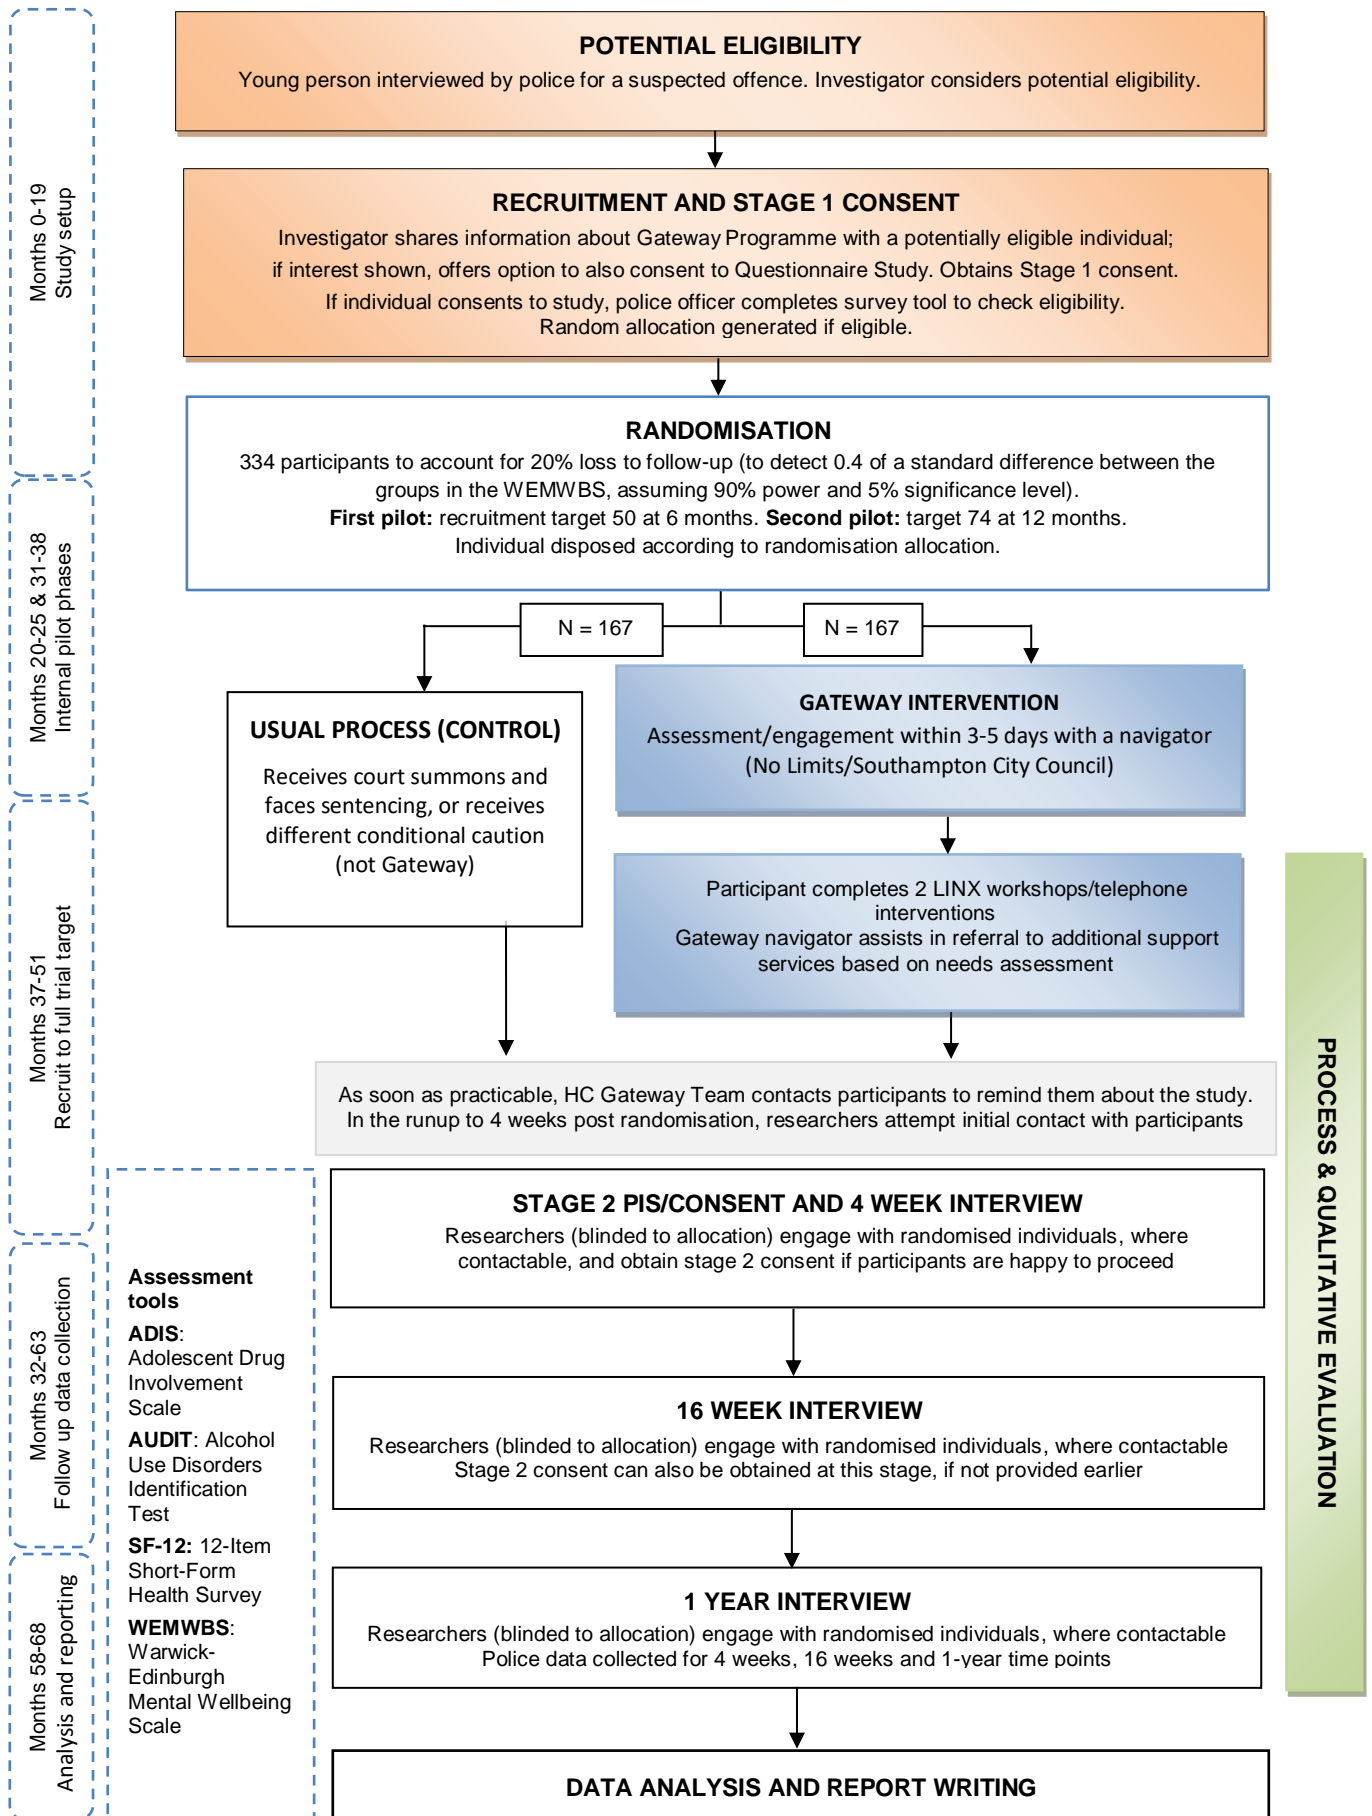 POTENTIAL ELIGIBILITY
Young person interviewed by police for a suspected offence. Investigator considers potential eligibility.
RECRUITMENT AND STAGE 1 CONSENT
Investigator shares information about Gateway Programme with a potentially eligible individual;
if interest shown, offers option to also consent to Questionnaire Study. Obtains Stage 1 consent.
If individual consents to study, police officer completes survey tool to check eligibility.
Random allocation generated if eligible.
Months 0-19
Study setup
RANDOMISATION
334 participants to account for 20% loss to follow-up (to detect 0.4 of a standard difference between the
groups in the WEMWBS, assuming 90% power and 5% significance level).
First pilot: recruitment target 50 at 6 months. Second pilot: target 74 at 12 months.
Individual disposed according to randomisation allocation.
Months 20-25 & 31-38
Internal pilot phases
N = 167
N = 167
USUAL PROCESS (CONTROL)
Receives court summons and
faces sentencing, or receives
different conditional caution
(not Gateway)
GATEWAY INTERVENTION
Assessment/engagement within 3-5 days with a navigator
(No Limits/Southampton City Council)
Participant completes 2 LINX workshops/telephone
interventions
Gateway navigator assists in referral to additional support
services based on needs assessment
Months 37-51
Recruit to full trial target
As soon as practicable, HC Gateway Team contacts participants to remind them about the study.
In the runup to 4 weeks post randomisation, researchers attempt initial contact with participants
PROCESS & QUALITATIVE EVALUATION
STAGE 2 PIS/CONSENT AND 4 WEEK INTERVIEW
Researchers (blinded to allocation) engage with randomised individuals, where
contactable, and obtain stage 2 consent if participants are happy to proceed
Months 32-63
Follow up data collection
Assessment
tools
ADIS:
Adolescent Drug
Involvement
Scale
AUDIT: Alcohol
Use Disorders
Identification
Test
SF-12: 12-Item
Short-Form
Health Survey
WEMWBS:
Warwick-
Edinburgh
Mental Wellbeing
Scale
16 WEEK INTERVIEW
Researchers (blinded to allocation) engage with randomised individuals, where contactable
Stage 2 consent can also be obtained at this stage, if not provided earlier
1 YEAR INTERVIEW
Researchers (blinded to allocation) engage with randomised individuals, where contactable
Police data collected for 4 weeks, 16 weeks and 1-year time points
Months 58-68
Analysis and reporting
DATA ANALYSIS AND REPORT WRITING